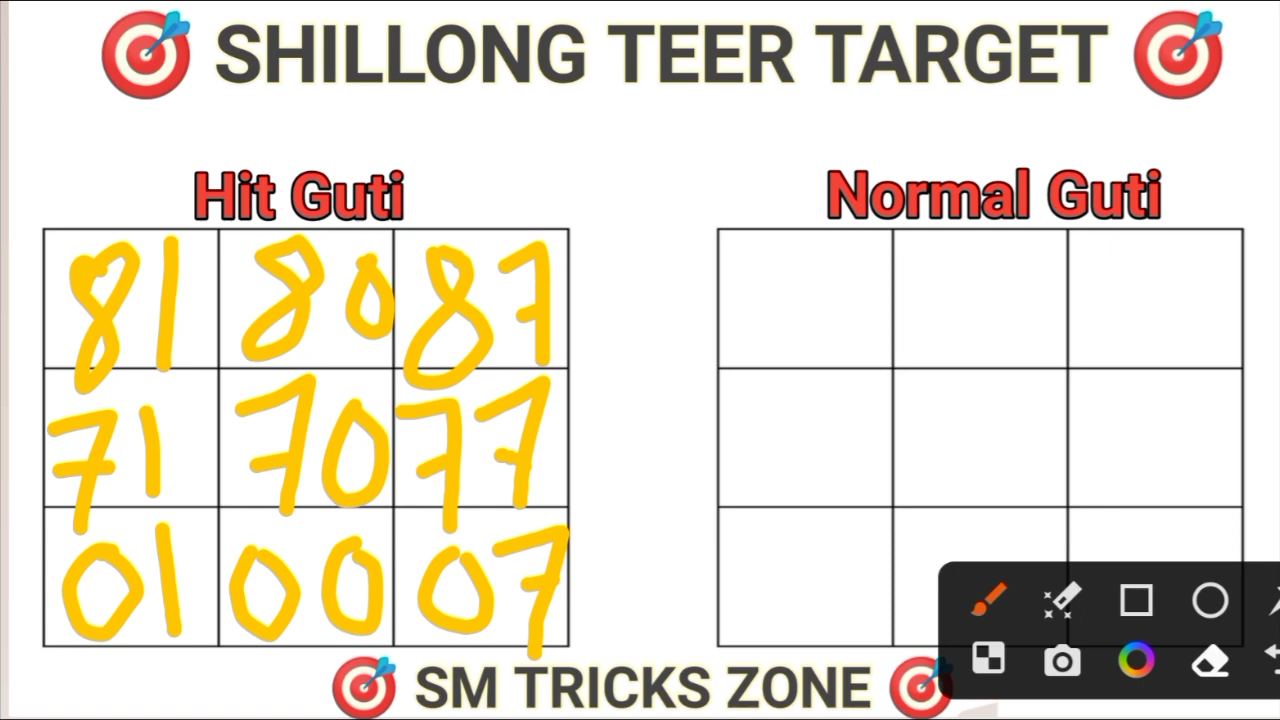 SHILLONG TEER TARGET
Hit Guti Normal Guti
81 80 87
71 70 77
01 00 07
SM TRICKS ZONE